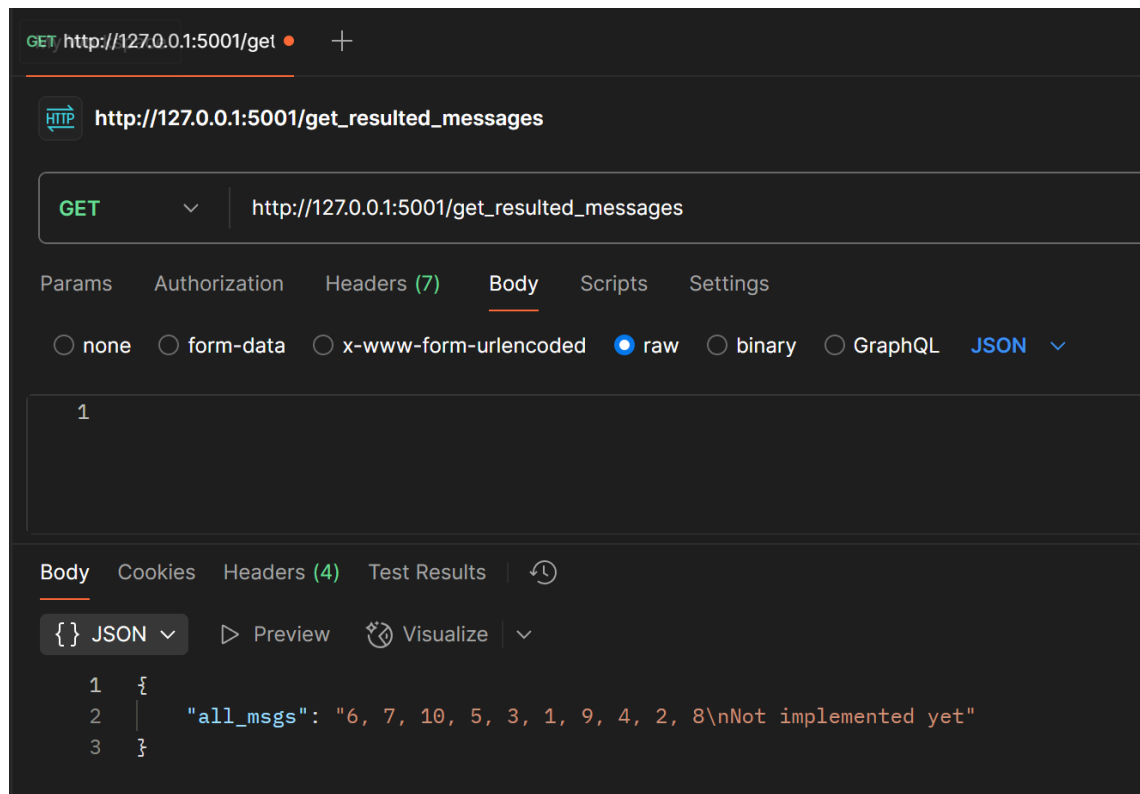 GET http://127.0.0.1:5001/get
HTTP http://127.0.0.1:5001/get_resulted_messages
GET http://127.0.0.1:5001/get_resulted_messages
Params Authorization Headers (7) Body Scripts Settings
none form-data x-www-form-urlencoded raw binary GraphQL JSON
1
Body Cookies Headers (4) Test Results
{} JSON Preview Visualize
1 {
2 "all_msgs": "6, 7, 10, 5, 3, 1, 9, 4, 2, 8\nNot implemented yet"
3 }